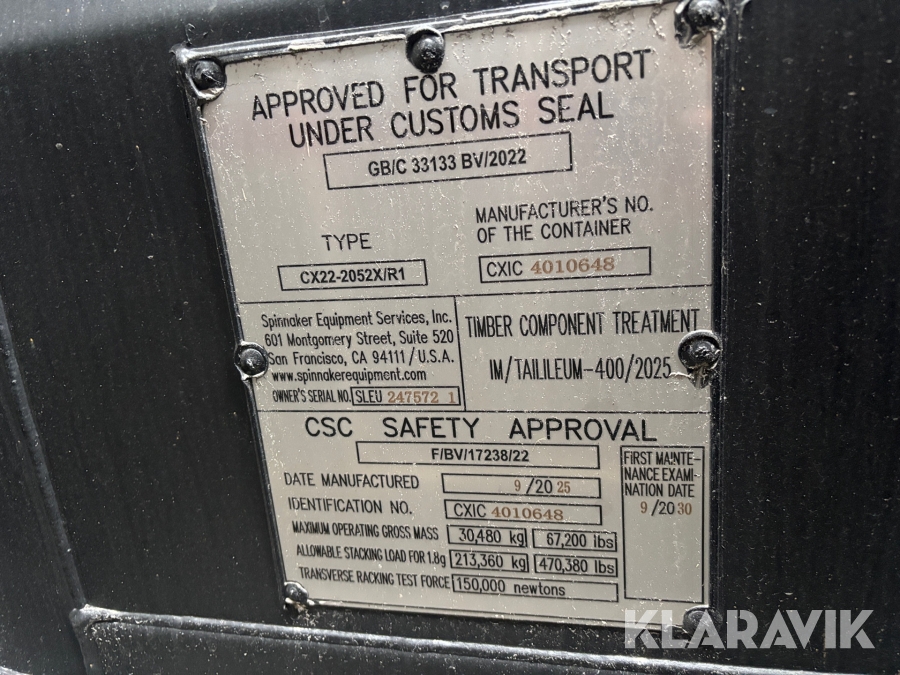 APPROVED FOR TRANSPORT
UNDER CUSTOMS SEAL
GB/C 33133 BV/2022
TYPE
CX22-2052X/R1
MANUFACTURER'S NO.
OF THE CONTAINER
CXIC 4010648
Spinnaker Equipment Services, Inc.
601 Montgomery Street, Suite 520
San Francisco, CA 94111 / U.S.A.
www.spinnakerequipment.com
OWNER'S SERIAL NO. SLEU 247572 1
TIMBER COMPONENT TREATMENT
IM/TAILILEUM-400/2025
CSC SAFETY APPROVAL
F/BV/17238/22
DATE MANUFACTURED 9/2025
IDENTIFICATION NO. CXIC 4010648
MAXIMUM OPERATING GROSS MASS 30,480 kg 67,200 lbs
ALLOWABLE STACKING LOAD FOR 1.8g 213,360 kg 470,380 lbs
TRANSVERSE RACKING TEST FORCE 150,000 newtons
FIRST MAINTE-
NANCE EXAMI-
NATION DATE
9/2030
KLARAVIK